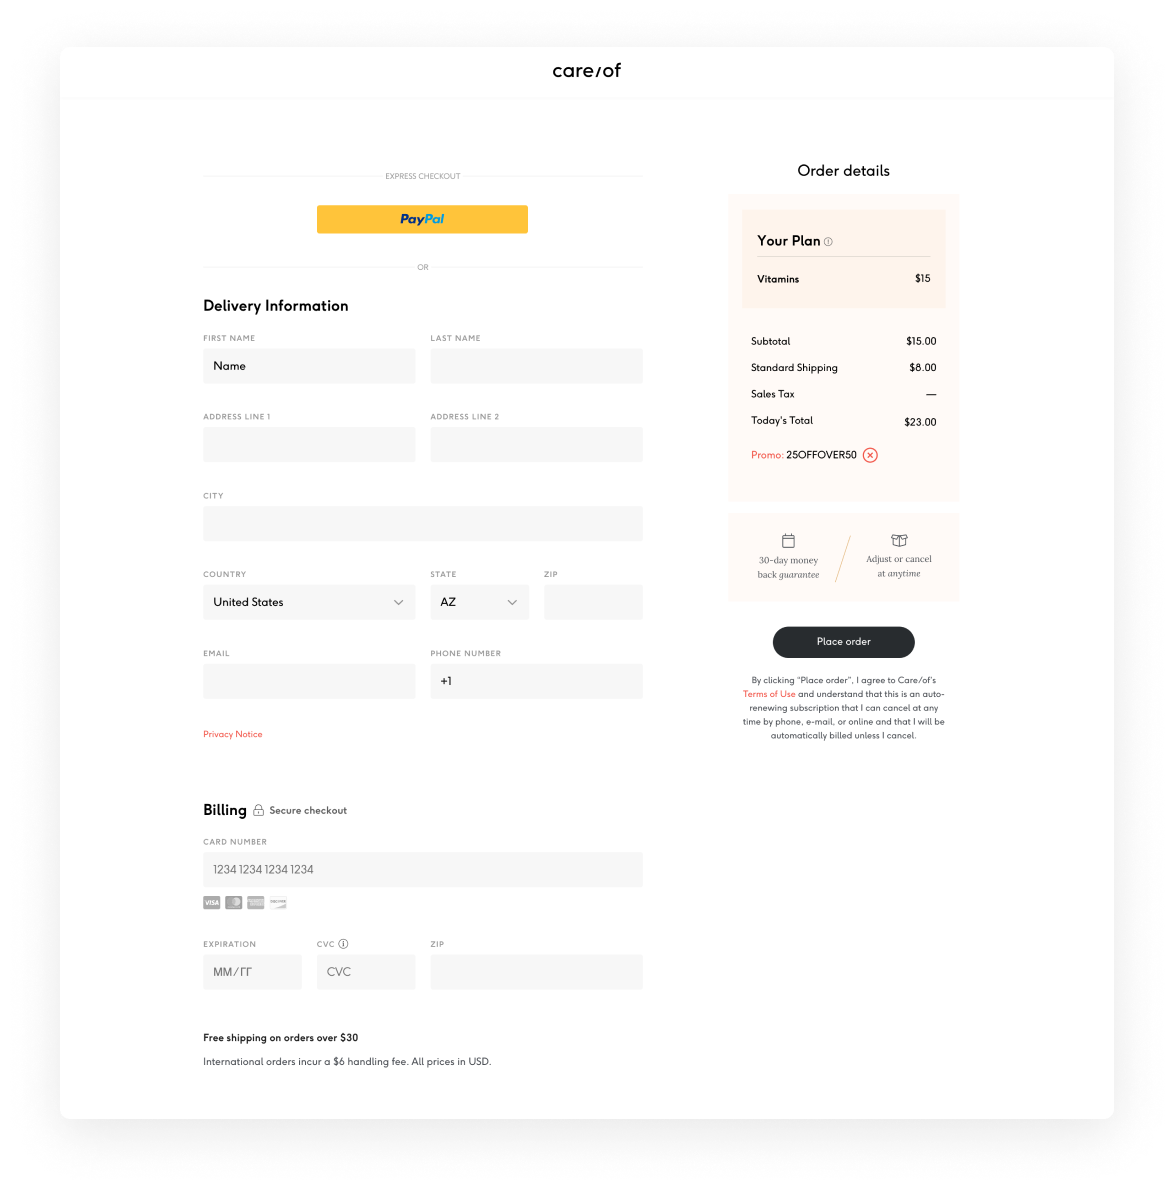 care/of
EXPRESS CHECKOUT
PayPal
OR
Delivery Information
FIRST NAME
LAST NAME
Name
ADDRESS LINE 1
ADDRESS LINE 2
CITY
COUNTRY
STATE
ZIP
United States
AZ
EMAIL
PHONE NUMBER
+1
Privacy Notice
Billing
Secure checkout
CARD NUMBER
1234 1234 1234 1234
VISA
DISCOVER
EXPIRATION
CVC
ZIP
MM/ГГ
CVC
Free shipping on orders over $30
International orders incur a $6 handling fee. All prices in USD.
Order details
Your Plan
Vitamins $15
Subtotal $15.00
Standard Shipping $8.00
Sales Tax —
Today's Total $23.00
Promo: 25OFFOVER50
30-day money
back guarantee
Adjust or cancel
at anytime
Place order
By clicking "Place order", I agree to Care/of's
Terms of Use and understand that this is an auto-
renewing subscription that I can cancel at any
time by phone, e-mail, or online and that I will be
automatically billed unless I cancel.